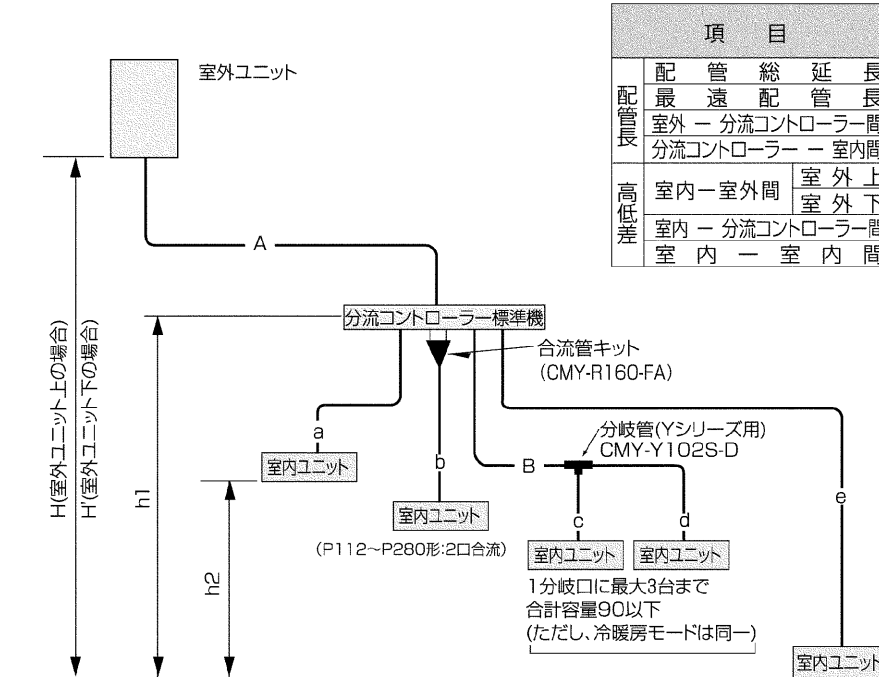 項 目
配管長
配 管 総 延 長
最 遠 配 管 長
室外 ー 分流コントローラー間
分流コントローラー ー 室内間
高低差
室内ー室外間
室 外 上
室 外 下
室内 ー 分流コントローラー間
室 内 ー 室 内 間
室外ユニット
A
分流コントローラー標準機
合流管キット
(CMY-R160-FA)
H(室外ユニット上の場合)
H'(室外ユニット下の場合)
h1
h2
a
b
B
分岐管(Yシリーズ用)
CMY-Y102S-D
c
d
e
室内ユニット
室内ユニット
(P112〜P280形:2口合流)
室内ユニット
室内ユニット
1分岐口に最大3台まで
合計容量90以下
(ただし、冷暖房モードは同一)
室内ユニット